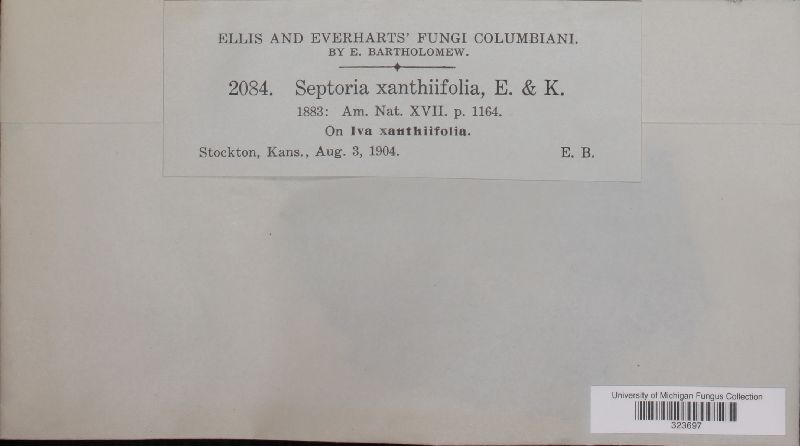 ELLIS AND EVERHARTS' FUNGI COLUMBIANI.
BY E. BARTHOLOMEW.
2084. Septoria xanthiifolia, E. & K.
1883: Am. Nat. XVII. p. 1164.
On Iva xanthiifolia.
Stockton, Kans., Aug. 3, 1904. E. B.
University of Michigan Fungus Collection
323697